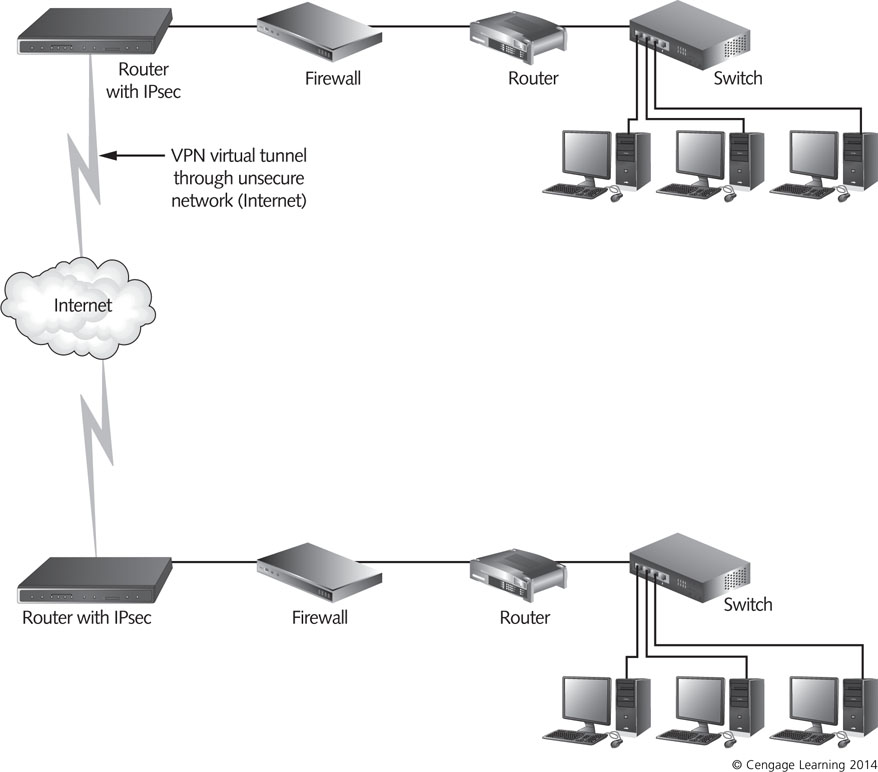 Router
with IPsec
Firewall
Router
Switch
VPN virtual tunnel
through unsecure
network (Internet)
Internet
Router with IPsec
Firewall
Router
Switch
© Cengage Learning 2014